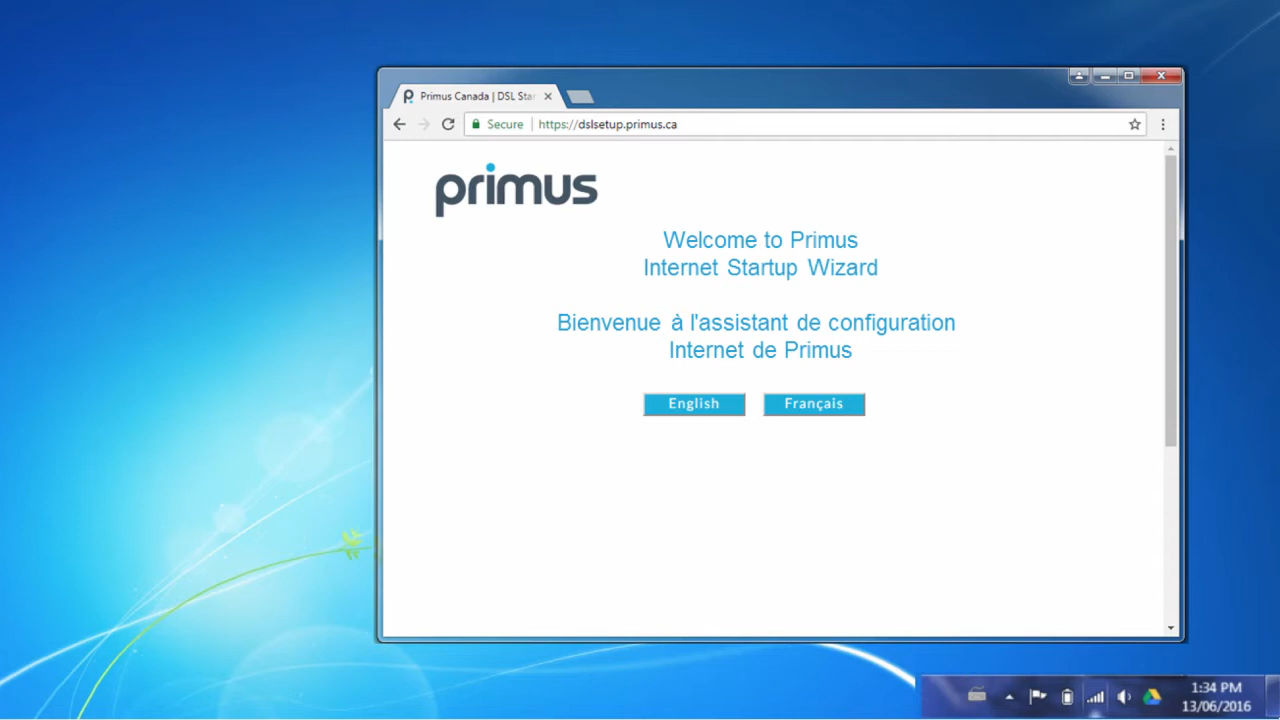 Primus Canada | DSL Sta
Secure
https://dslsetup.primus.ca
primus
Welcome to Primus
Internet Startup Wizard
Bienvenue à l'assistant de configuration
Internet de Primus
English
Français
1:34 PM
13/06/2016